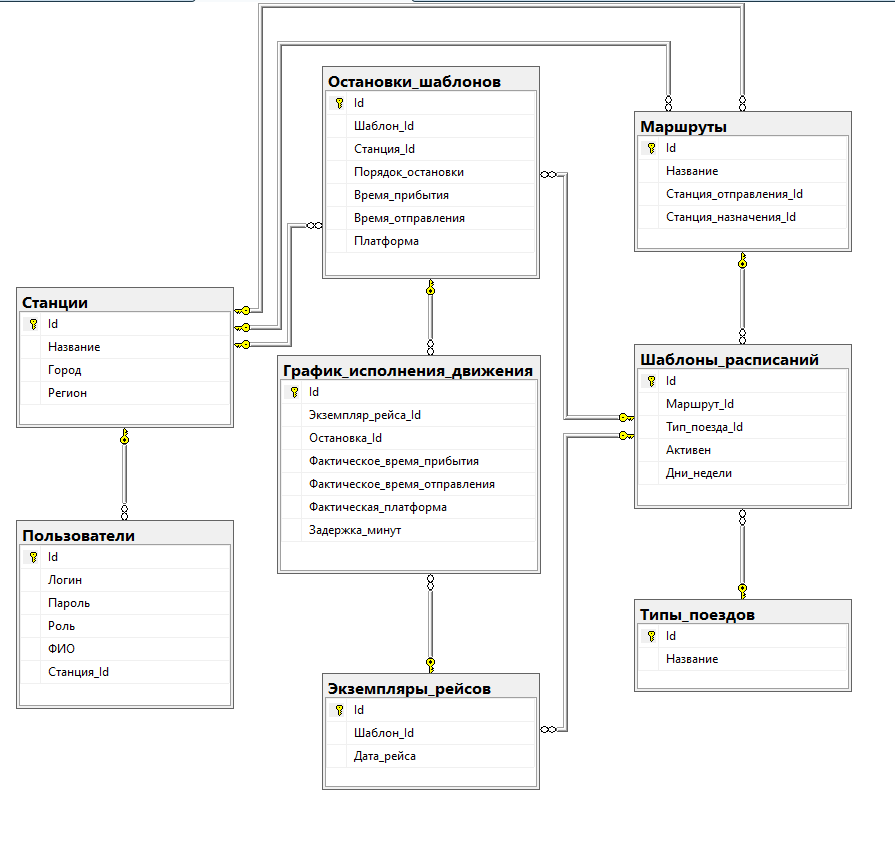 Остановки_шаблонов
Id
Шаблон_Id
Станция_Id
Порядок_остановки
Время_прибытия
Время_отправления
Платформа
Маршруты
Id
Название
Станция_отправления_Id
Станция_назначения_Id
Станции
Id
Название
Город
Регион
График_исполнения_движения
Id
Экземпляр_рейса_Id
Остановка_Id
Фактическое_время_прибытия
Фактическое_время_отправления
Фактическая_платформа
Задержка_минут
Шаблоны_расписаний
Id
Маршрут_Id
Тип_поезда_Id
Активен
Дни_недели
Пользователи
Id
Логин
Пароль
Роль
ФИО
Станция_Id
Типы_поездов
Id
Название
Экземпляры_рейсов
Id
Шаблон_Id
Дата_рейса